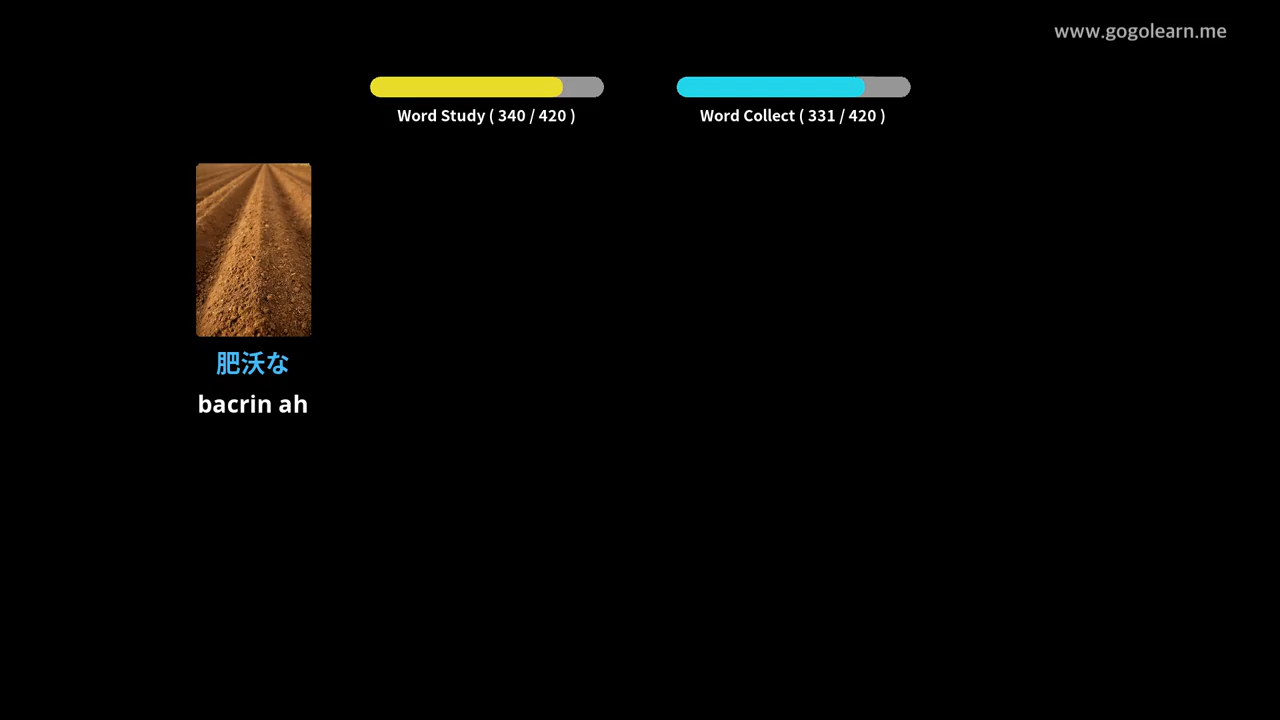 www.gogolearn.me
Word Study ( 340 / 420 )
Word Collect ( 331 / 420 )
肥沃な
bacrin ah